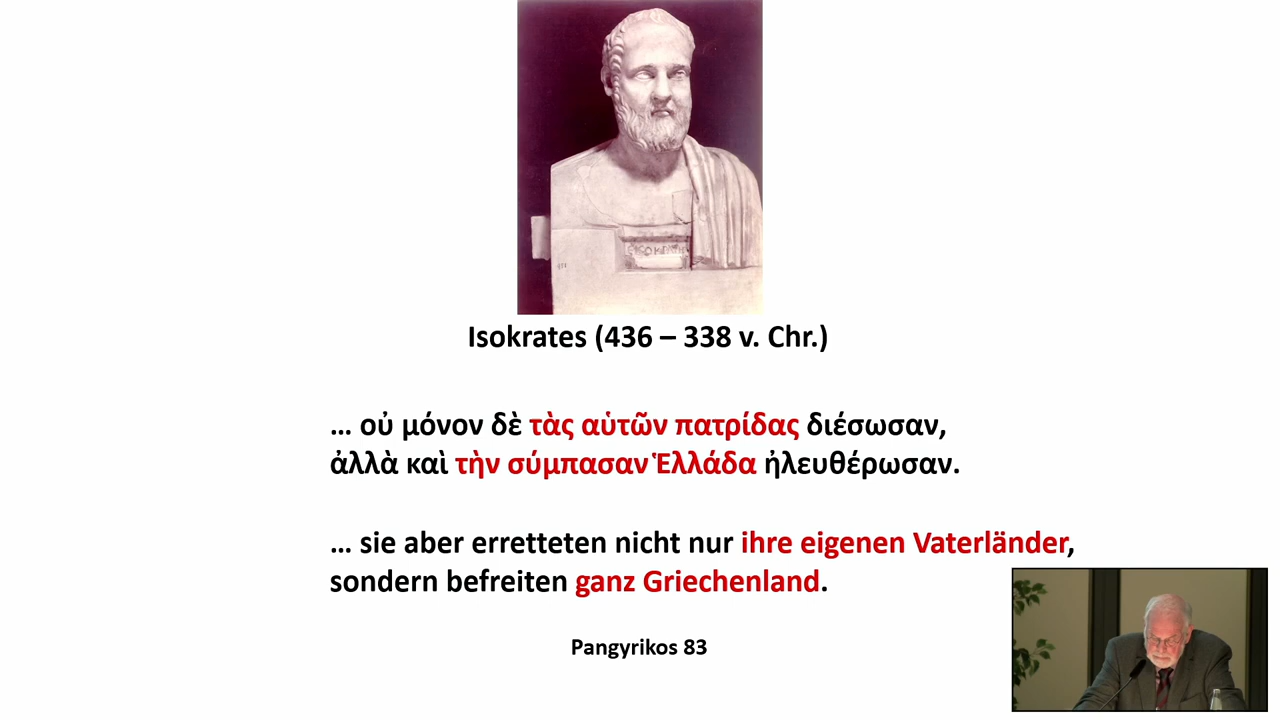 Isokrates (436 – 338 v. Chr.)
... οὐ μόνον δὲ τὰς αὑτῶν πατρίδας διέσωσαν,
ἀλλὰ καὶ τὴν σύμπασαν Ἑλλάδα ἠλευθέρωσαν.
... sie aber erretteten nicht nur ihre eigenen Vaterländer,
sondern befreiten ganz Griechenland.
Pangyrikos 83